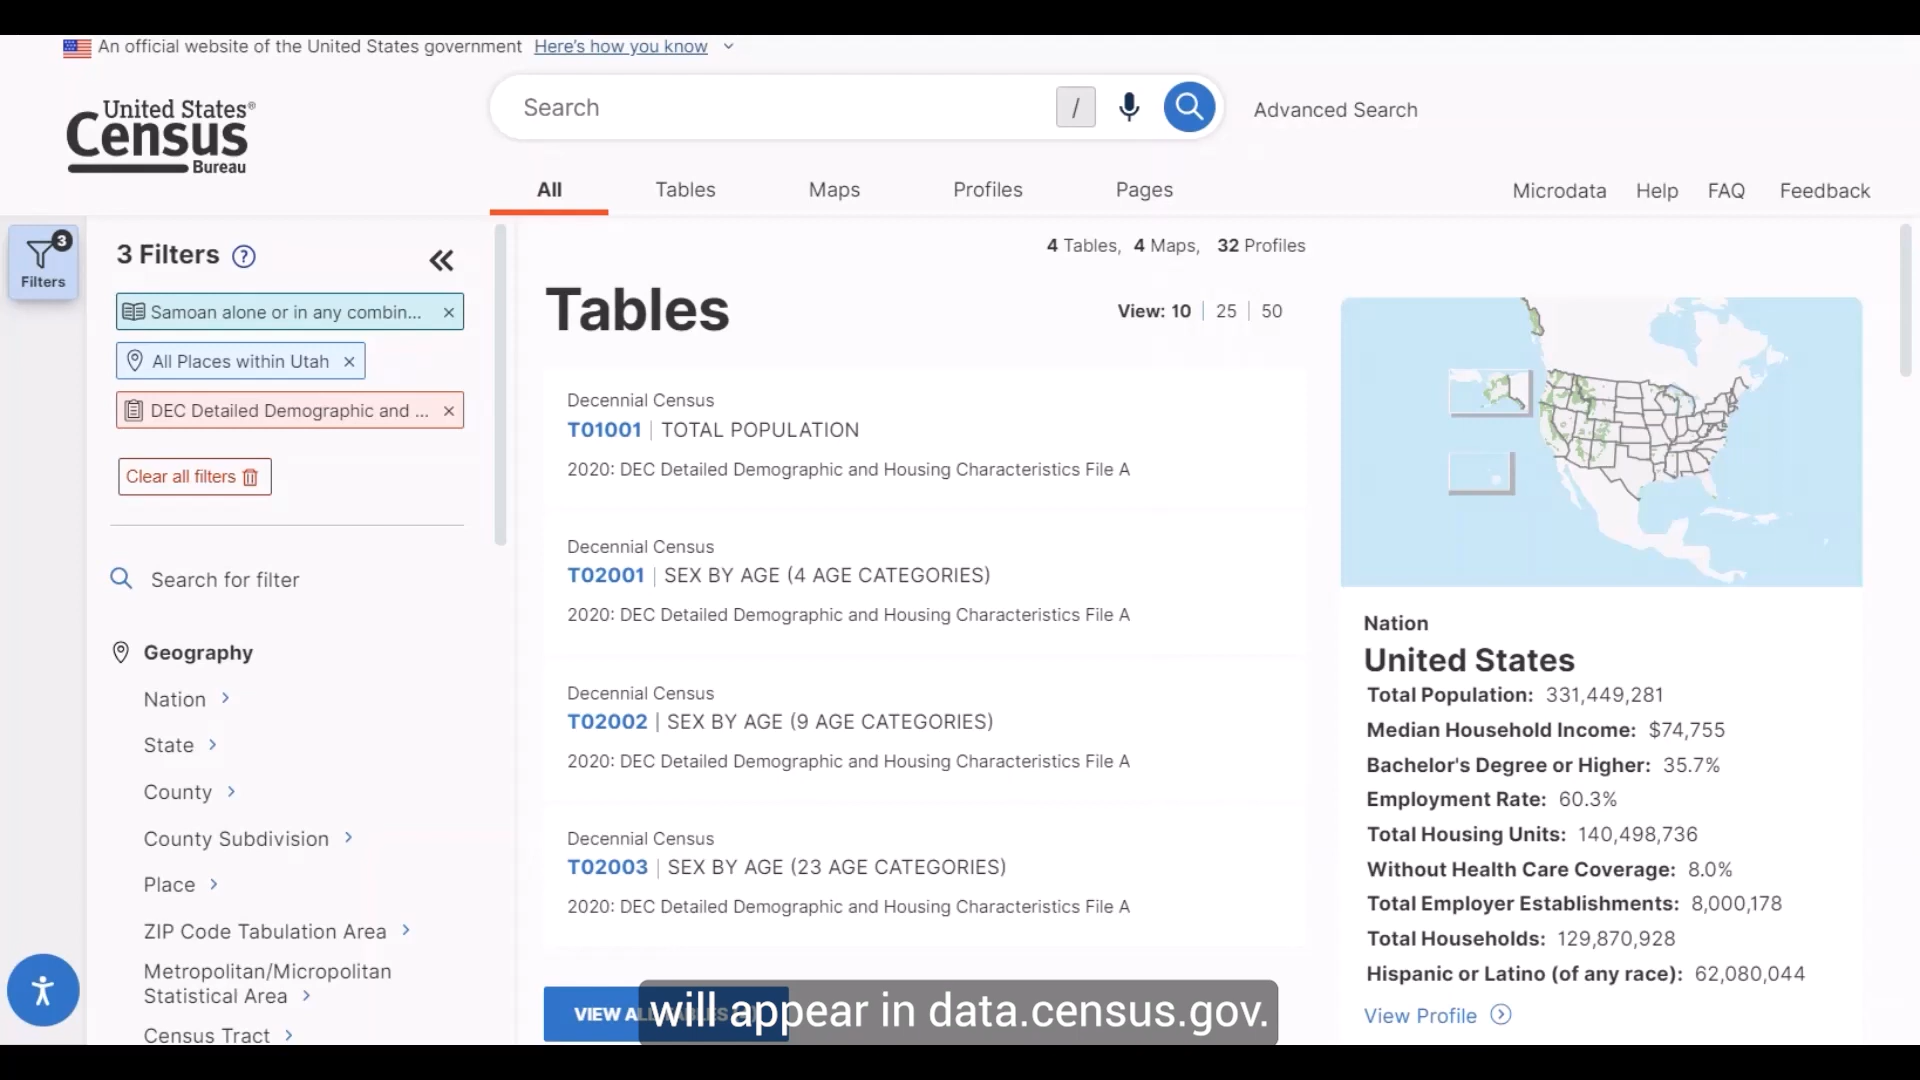 An official website of the United States government Here's how you know
United States®
Census
Bureau
Search
/
Advanced Search
All Tables Maps Profiles Pages
Microdata Help FAQ Feedback
3
Filters
3 Filters ?
Samoan alone or in any combin... ×
All Places within Utah ×
DEC Detailed Demographic and ... ×
Clear all filters
Search for filter
Geography
Nation
State
County
County Subdivision
Place
ZIP Code Tabulation Area
Metropolitan/Micropolitan
Statistical Area
Census Tract
4 Tables, 4 Maps, 32 Profiles
Tables
View: 10 | 25 | 50
Decennial Census
T01001 | TOTAL POPULATION
2020: DEC Detailed Demographic and Housing Characteristics File A
Decennial Census
T02001 | SEX BY AGE (4 AGE CATEGORIES)
2020: DEC Detailed Demographic and Housing Characteristics File A
Decennial Census
T02002 | SEX BY AGE (9 AGE CATEGORIES)
2020: DEC Detailed Demographic and Housing Characteristics File A
Decennial Census
T02003 | SEX BY AGE (23 AGE CATEGORIES)
2020: DEC Detailed Demographic and Housing Characteristics File A
VIEW
will appear in data.census.gov.
Nation
United States
Total Population: 331,449,281
Median Household Income: $74,755
Bachelor's Degree or Higher: 35.7%
Employment Rate: 60.3%
Total Housing Units: 140,498,736
Without Health Care Coverage: 8.0%
Total Employer Establishments: 8,000,178
Total Households: 129,870,928
Hispanic or Latino (of any race): 62,080,044
View Profile